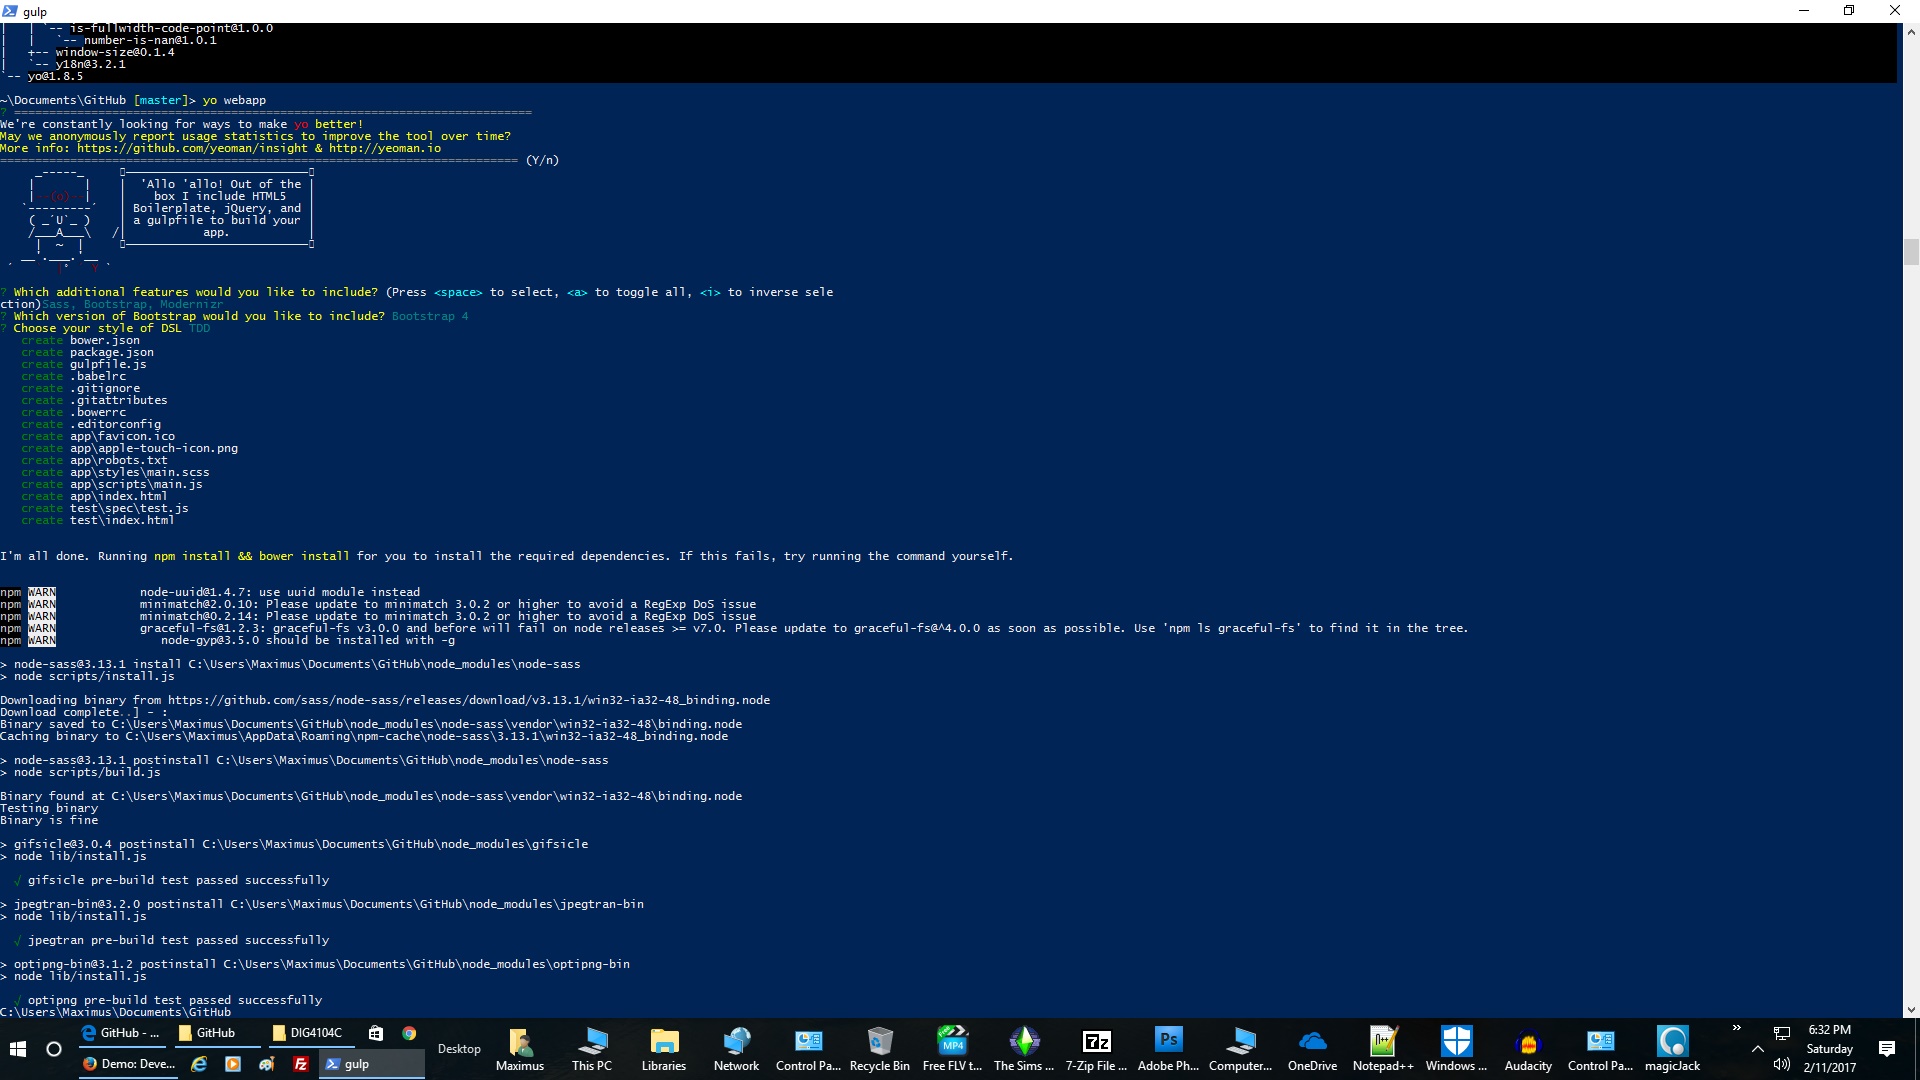 gulp
|   |   `-- is-fullwidth-code-point@1.0.0
|   |     `-- number-is-nan@1.0.1
|   +-- window-size@0.1.4
|   `-- y18n@3.2.1
`-- yo@1.8.5
~\Documents\GitHub [master]> yo webapp
? ==========================================================================
We're constantly looking for ways to make yo better!
May we anonymously report usage statistics to improve the tool over time?
More info: https://github.com/yeoman/insight & http://yeoman.io
========================================================================== (Y/n)
'Allo 'allo! Out of the
box I include HTML5
Boilerplate, jQuery, and
a gulpfile to build your
app.
? Which additional features would you like to include? (Press <space> to select, <a> to toggle all, <i> to inverse sele
ction)Sass, Bootstrap, Modernizr
? Which version of Bootstrap would you like to include? Bootstrap 4
? Choose your style of DSL TDD
create bower.json
create package.json
create gulpfile.js
create .babelrc
create .gitignore
create .gitattributes
create .bowerrc
create .editorconfig
create app\favicon.ico
create app\apple-touch-icon.png
create app\robots.txt
create app\styles\main.scss
create app\scripts\main.js
create app\index.html
create test\spec\test.js
create test\index.html
I'm all done. Running npm install && bower install for you to install the required dependencies. If this fails, try running the command yourself.
npm WARN node-uuid@1.4.7: use uuid module instead
npm WARN minimatch@2.0.10: Please update to minimatch 3.0.2 or higher to avoid a RegExp DoS issue
npm WARN minimatch@0.2.14: Please update to minimatch 3.0.2 or higher to avoid a RegExp DoS issue
npm WARN graceful-fs@1.2.3: graceful-fs v3.0.0 and before will fail on node releases >= v7.0. Please update to graceful-fs@^4.0.0 as soon as possible. Use 'npm ls graceful-fs' to find it in the tree.
npm WARN node-gyp@3.5.0 should be installed with -g
> node-sass@3.13.1 install C:\Users\Maximus\Documents\GitHub\node_modules\node-sass
> node scripts/install.js
Downloading binary from https://github.com/sass/node-sass/releases/download/v3.13.1/win32-ia32-48_binding.node
Download complete..] - :
Binary saved to C:\Users\Maximus\Documents\GitHub\node_modules\node-sass\vendor\win32-ia32-48\binding.node
Caching binary to C:\Users\Maximus\AppData\Roaming\npm-cache\node-sass\3.13.1\win32-ia32-48_binding.node
> node-sass@3.13.1 postinstall C:\Users\Maximus\Documents\GitHub\node_modules\node-sass
> node scripts/build.js
Binary found at C:\Users\Maximus\Documents\GitHub\node_modules\node-sass\vendor\win32-ia32-48\binding.node
Testing binary
Binary is fine
> gifsicle@3.0.4 postinstall C:\Users\Maximus\Documents\GitHub\node_modules\gifsicle
> node lib/install.js
√ gifsicle pre-build test passed successfully
> jpegtran-bin@3.2.0 postinstall C:\Users\Maximus\Documents\GitHub\node_modules\jpegtran-bin
> node lib/install.js
√ jpegtran pre-build test passed successfully
> optipng-bin@3.1.2 postinstall C:\Users\Maximus\Documents\GitHub\node_modules\optipng-bin
> node lib/install.js
√ optipng pre-build test passed successfully
C:\Users\Maximus\Documents\GitHub
GitHub - ... GitHub DIG4104C
Demo: Deve... gulp
Desktop Maximus This PC Libraries Network Control Pa... Recycle Bin Free FLV t... The Sims ... 7-Zip File ... Adobe Ph... Computer... OneDrive Notepad++ Windows ... Audacity Control Pa... magicJack
6:32 PM
Saturday
2/11/2017